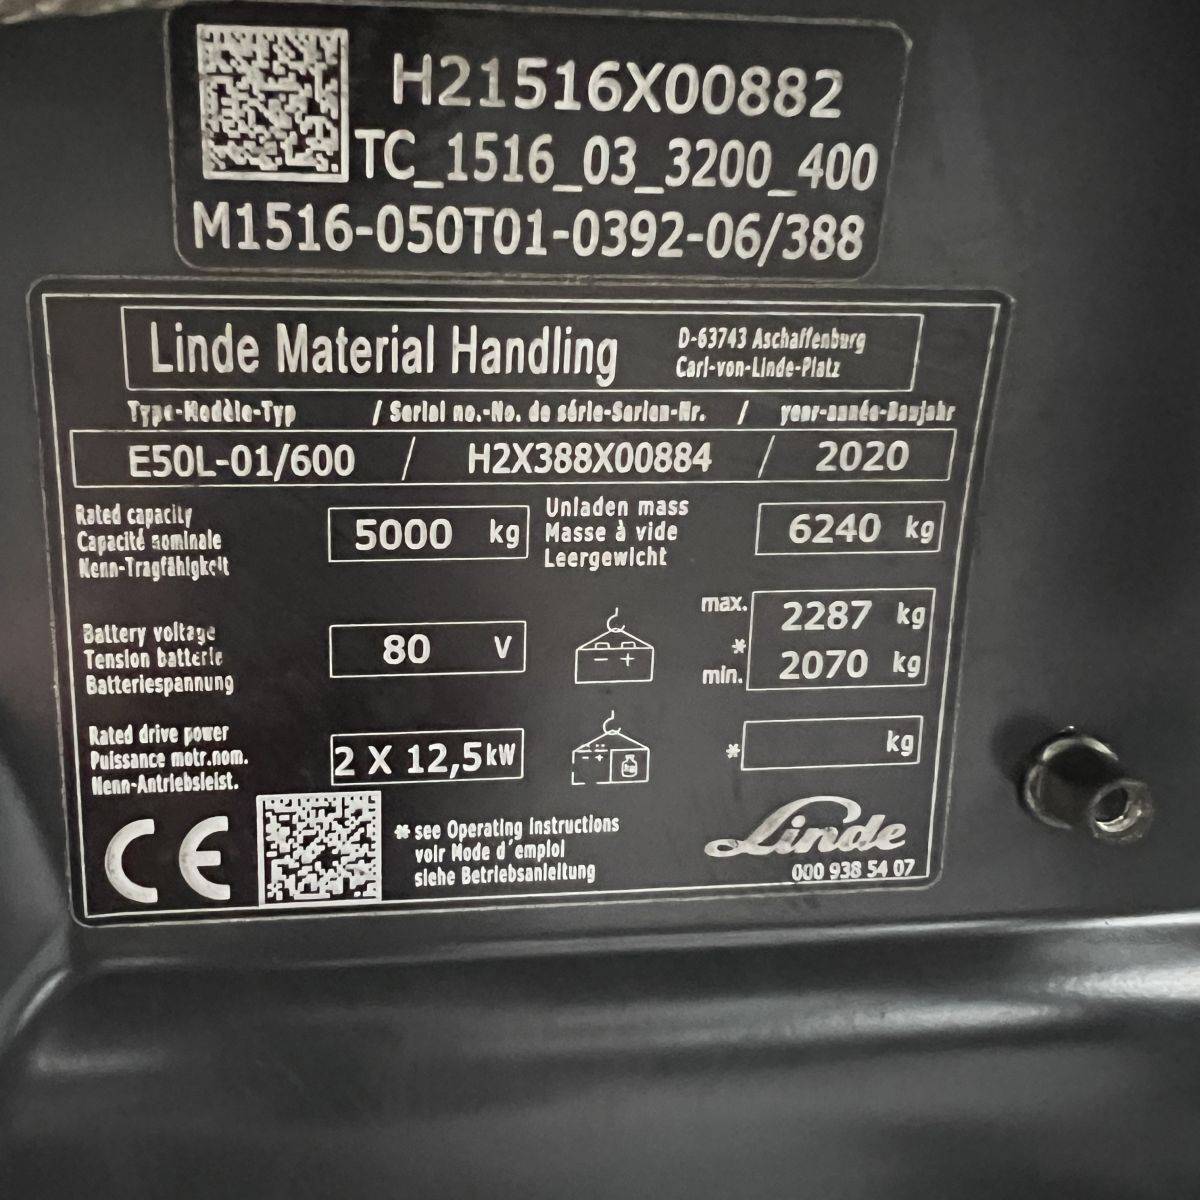 H21516X00882
TC_1516_03_3200_400
M1516-050T01-0392-06/388
Linde Material Handling
D-63743 Aschaffenburg
Carl-von-Linde-Platz
Type-Modèle-Typ / Serial no.-No. de série-Serien-Nr. / year-année-Baujahr
E50L-01/600 / H2X388X00884 / 2020
Rated capacity
Capacité nominale
Nenn-Tragfähigkeit
5000 kg
Unladen mass
Masse à vide
Leergewicht
6240 kg
Battery voltage
Tension batterie
Batteriespannung
80 V
- +
max. 2287 kg
*
min. 2070 kg
Rated drive power
Puissance motr.nom.
Nenn-Antriebsleist.
2 X 12,5 kW
- +
* kg
CE
* see Operating Instructions
voir Mode d'emploi
siehe Betriebsanleitung
Linde
000 938 54 07